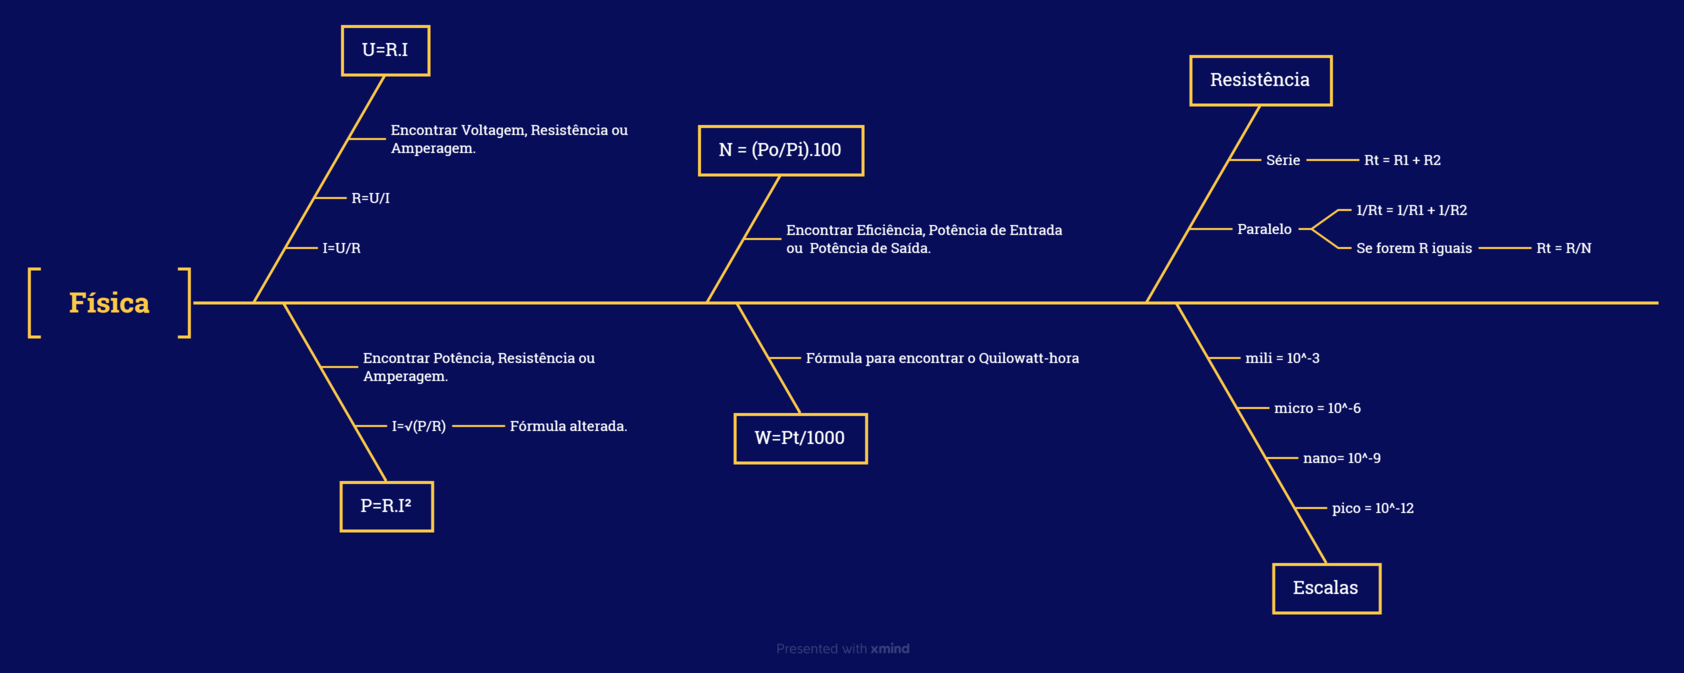 Física
U=R.I
Encontrar Voltagem, Resistência ou
Amperagem.
R=U/I
I=U/R
Encontrar Potência, Resistência ou
Amperagem.
I=√(P/R)
Fórmula alterada.
P=R.I²
N = (Po/Pi).100
Encontrar Eficiência, Potência de Entrada
ou  Potência de Saída.
Fórmula para encontrar o Quilowatt-hora
W=Pt/1000
Resistência
Série
Rt = R1 + R2
Paralelo
1/Rt = 1/R1 + 1/R2
Se forem R iguais
Rt = R/N
mili = 10^-3
micro = 10^-6
nano= 10^-9
pico = 10^-12
Escalas
Presented with xmind